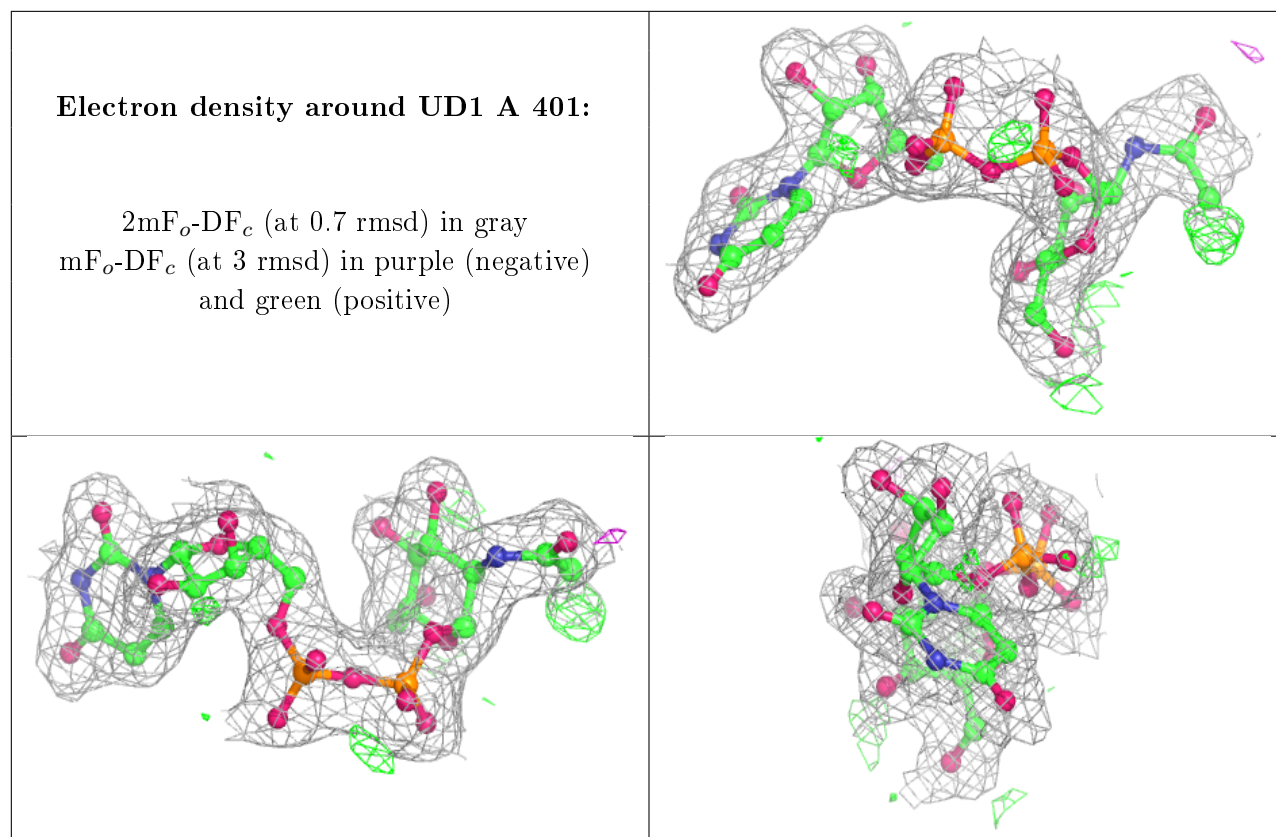 Electron density around UD1 A 401:
2mFₒ-DF𝒸 (at 0.7 rmsd) in gray
mFₒ-DF𝒸 (at 3 rmsd) in purple (negative)
and green (positive)